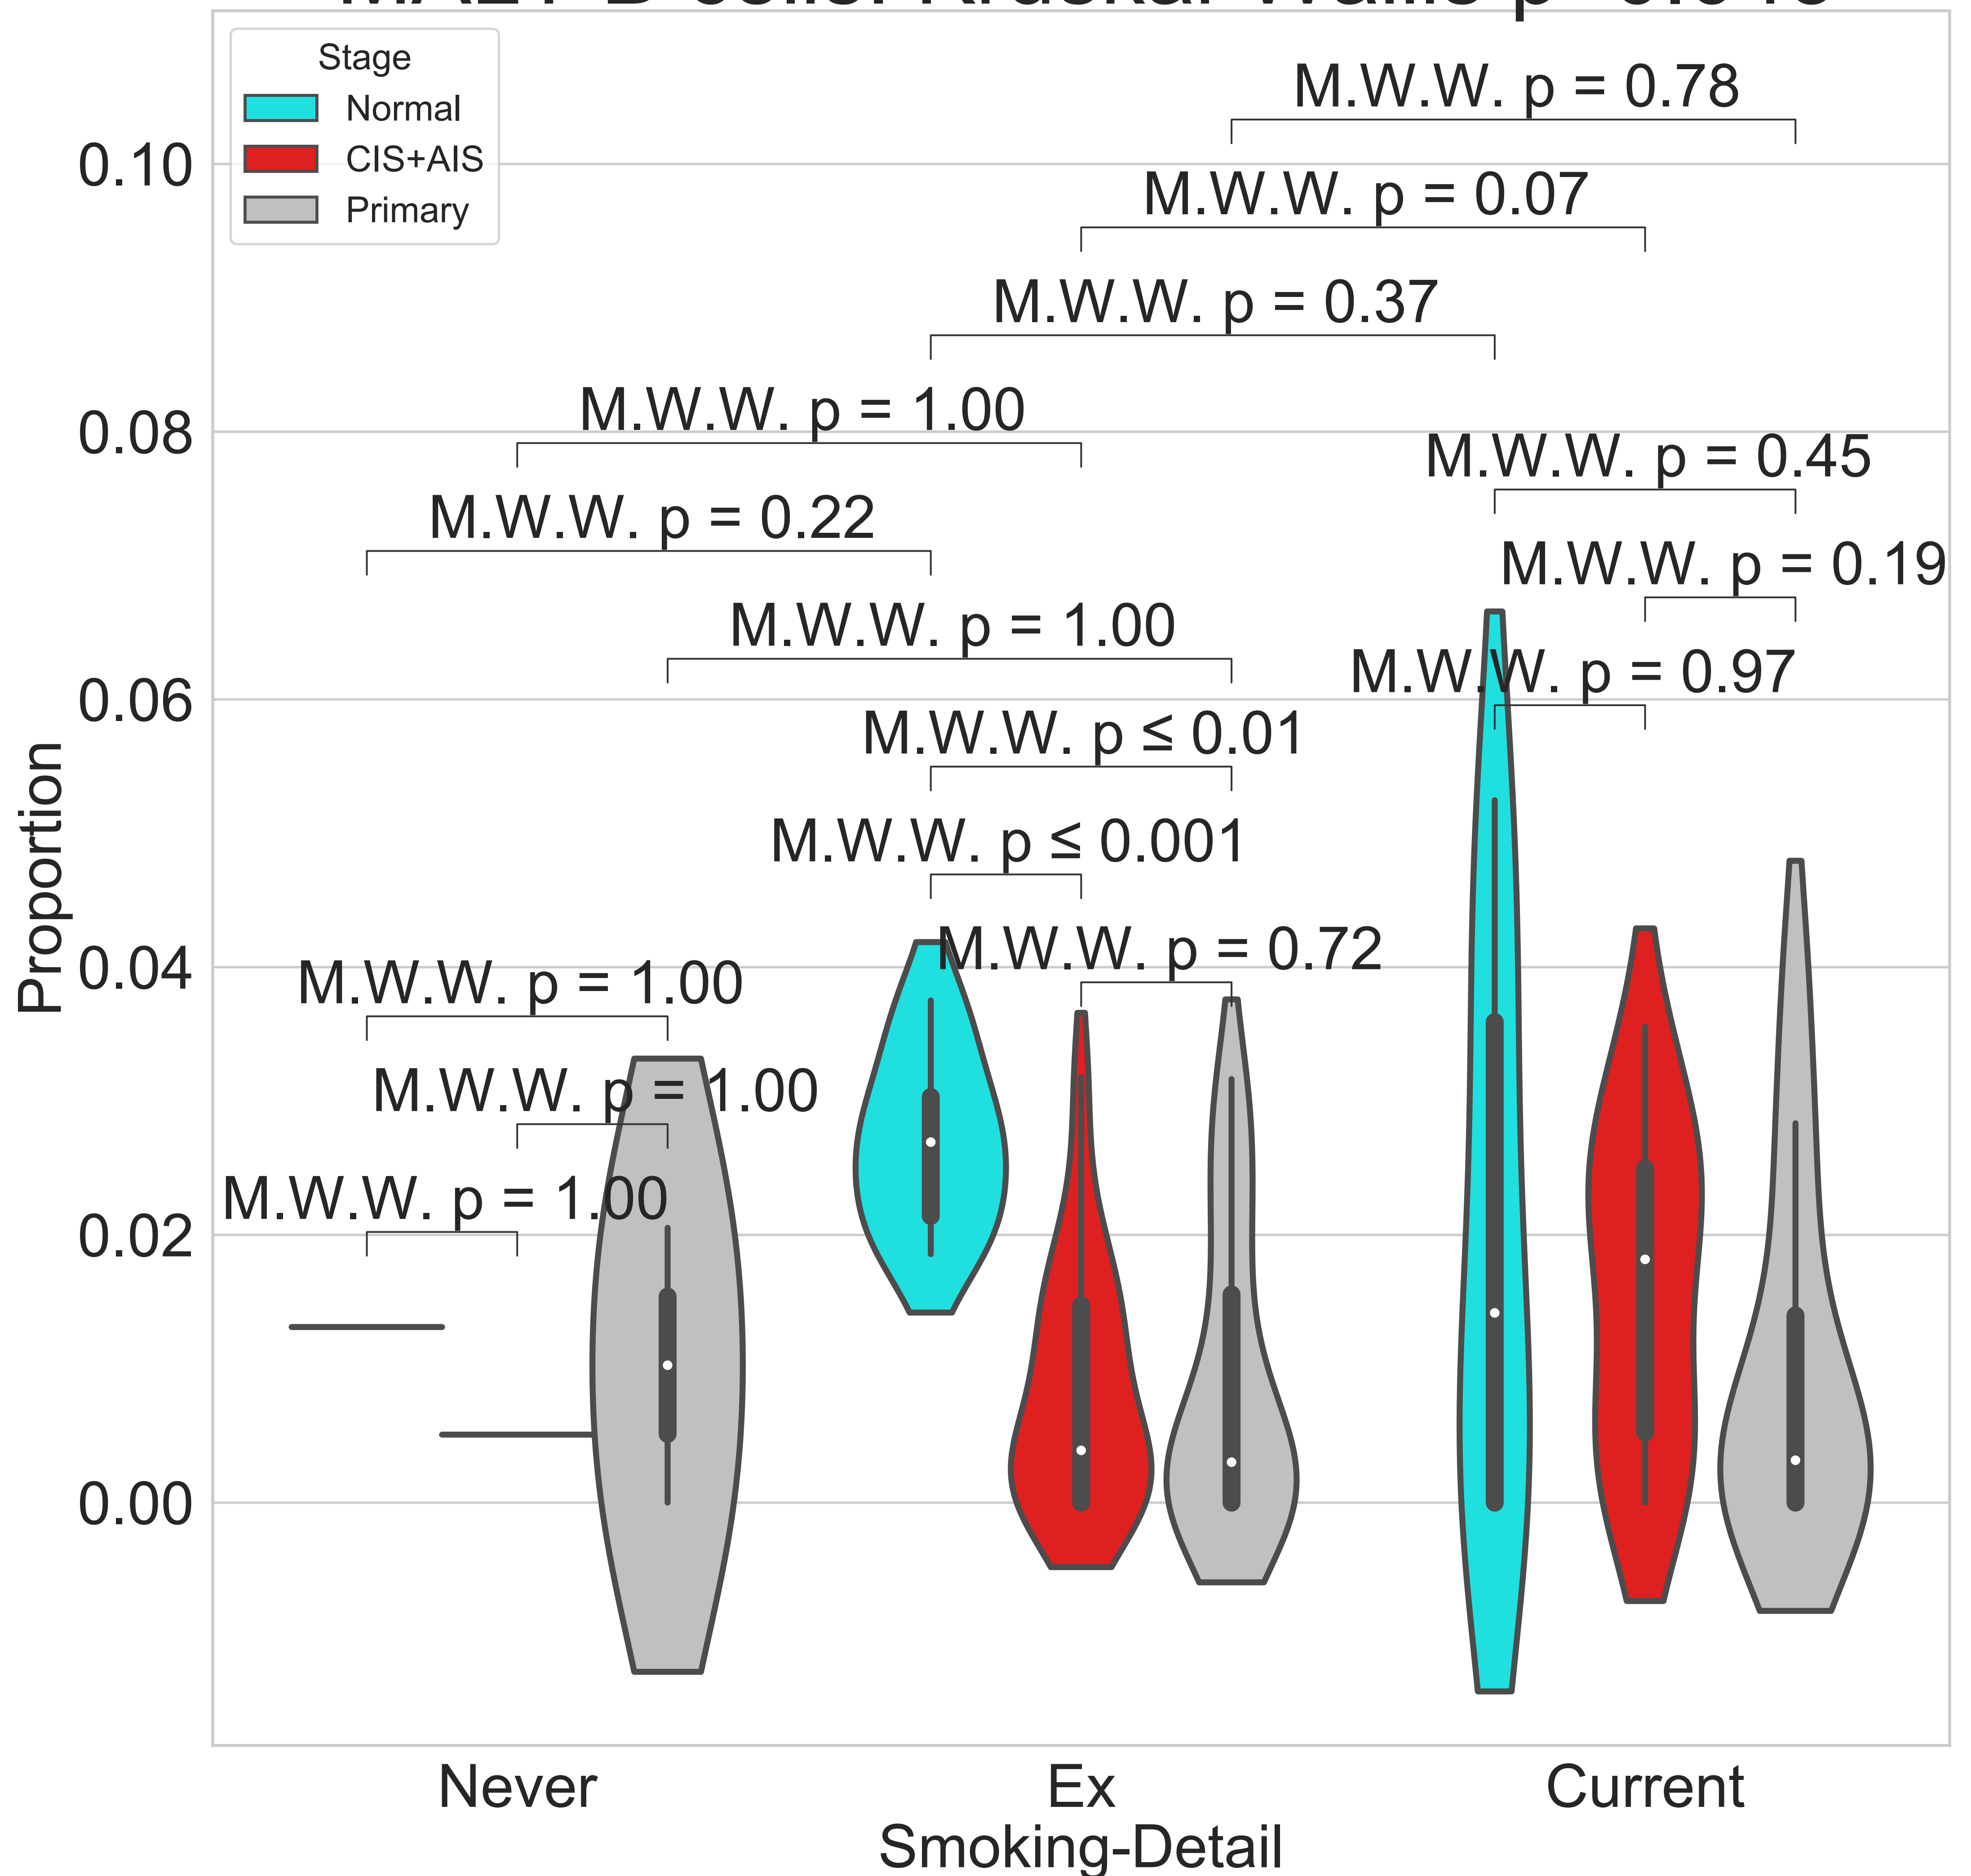 Stage
Normal
CIS+AIS
Primary
M.W.W. p = 0.78
0.10
M.W.W. p = 0.07
M.W.W. p = 0.37
M.W.W. p = 1.00
0.08
M.W.W. p = 0.45
M.W.W. p = 0.22
M.W.W. p = 0.19
M.W.W. p = 1.00
M.W.W. p = 0.97
0.06
M.W.W. p ≤ 0.01
M.W.W. p ≤ 0.001
Proportion
M.W.W. p = 0.72
0.04
M.W.W. p = 1.00
M.W.W. p = 1.00
M.W.W. p = 1.00
0.02
0.00
Never
Ex
Current
Smoking-Detail